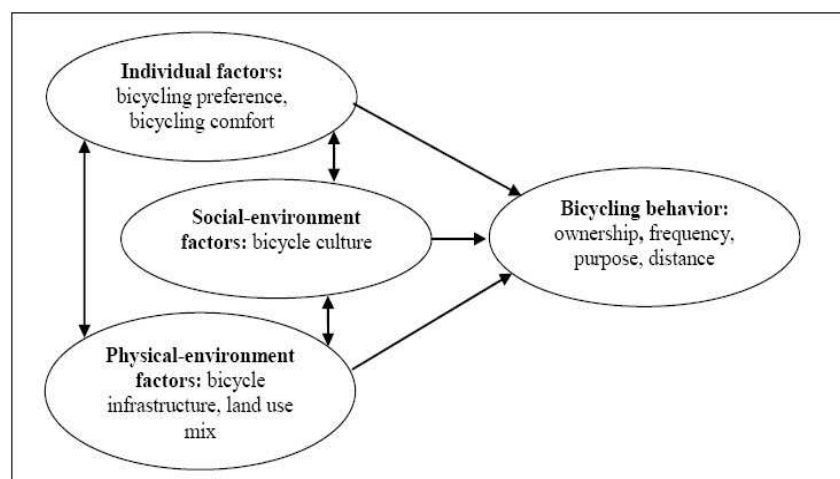 Individual factors:
bicycling preference,
bicycling comfort
Social-environment
factors: bicycle culture
Bicycling behavior:
ownership, frequency,
purpose, distance
Physical-environment
factors: bicycle
infrastructure, land use
mix